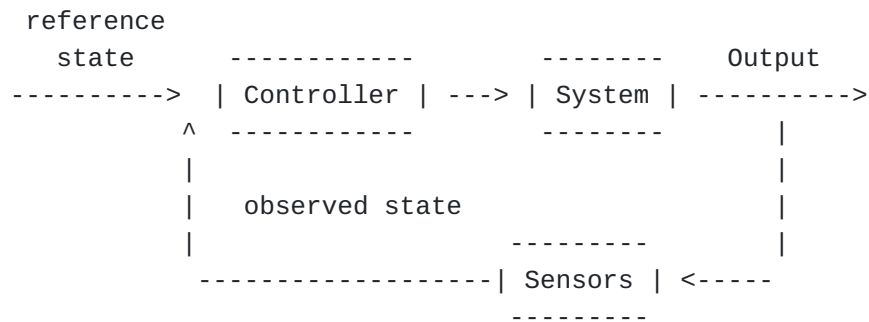 reference
state Output
| Controller | ---> | System |
observed state
| Sensors | <-----